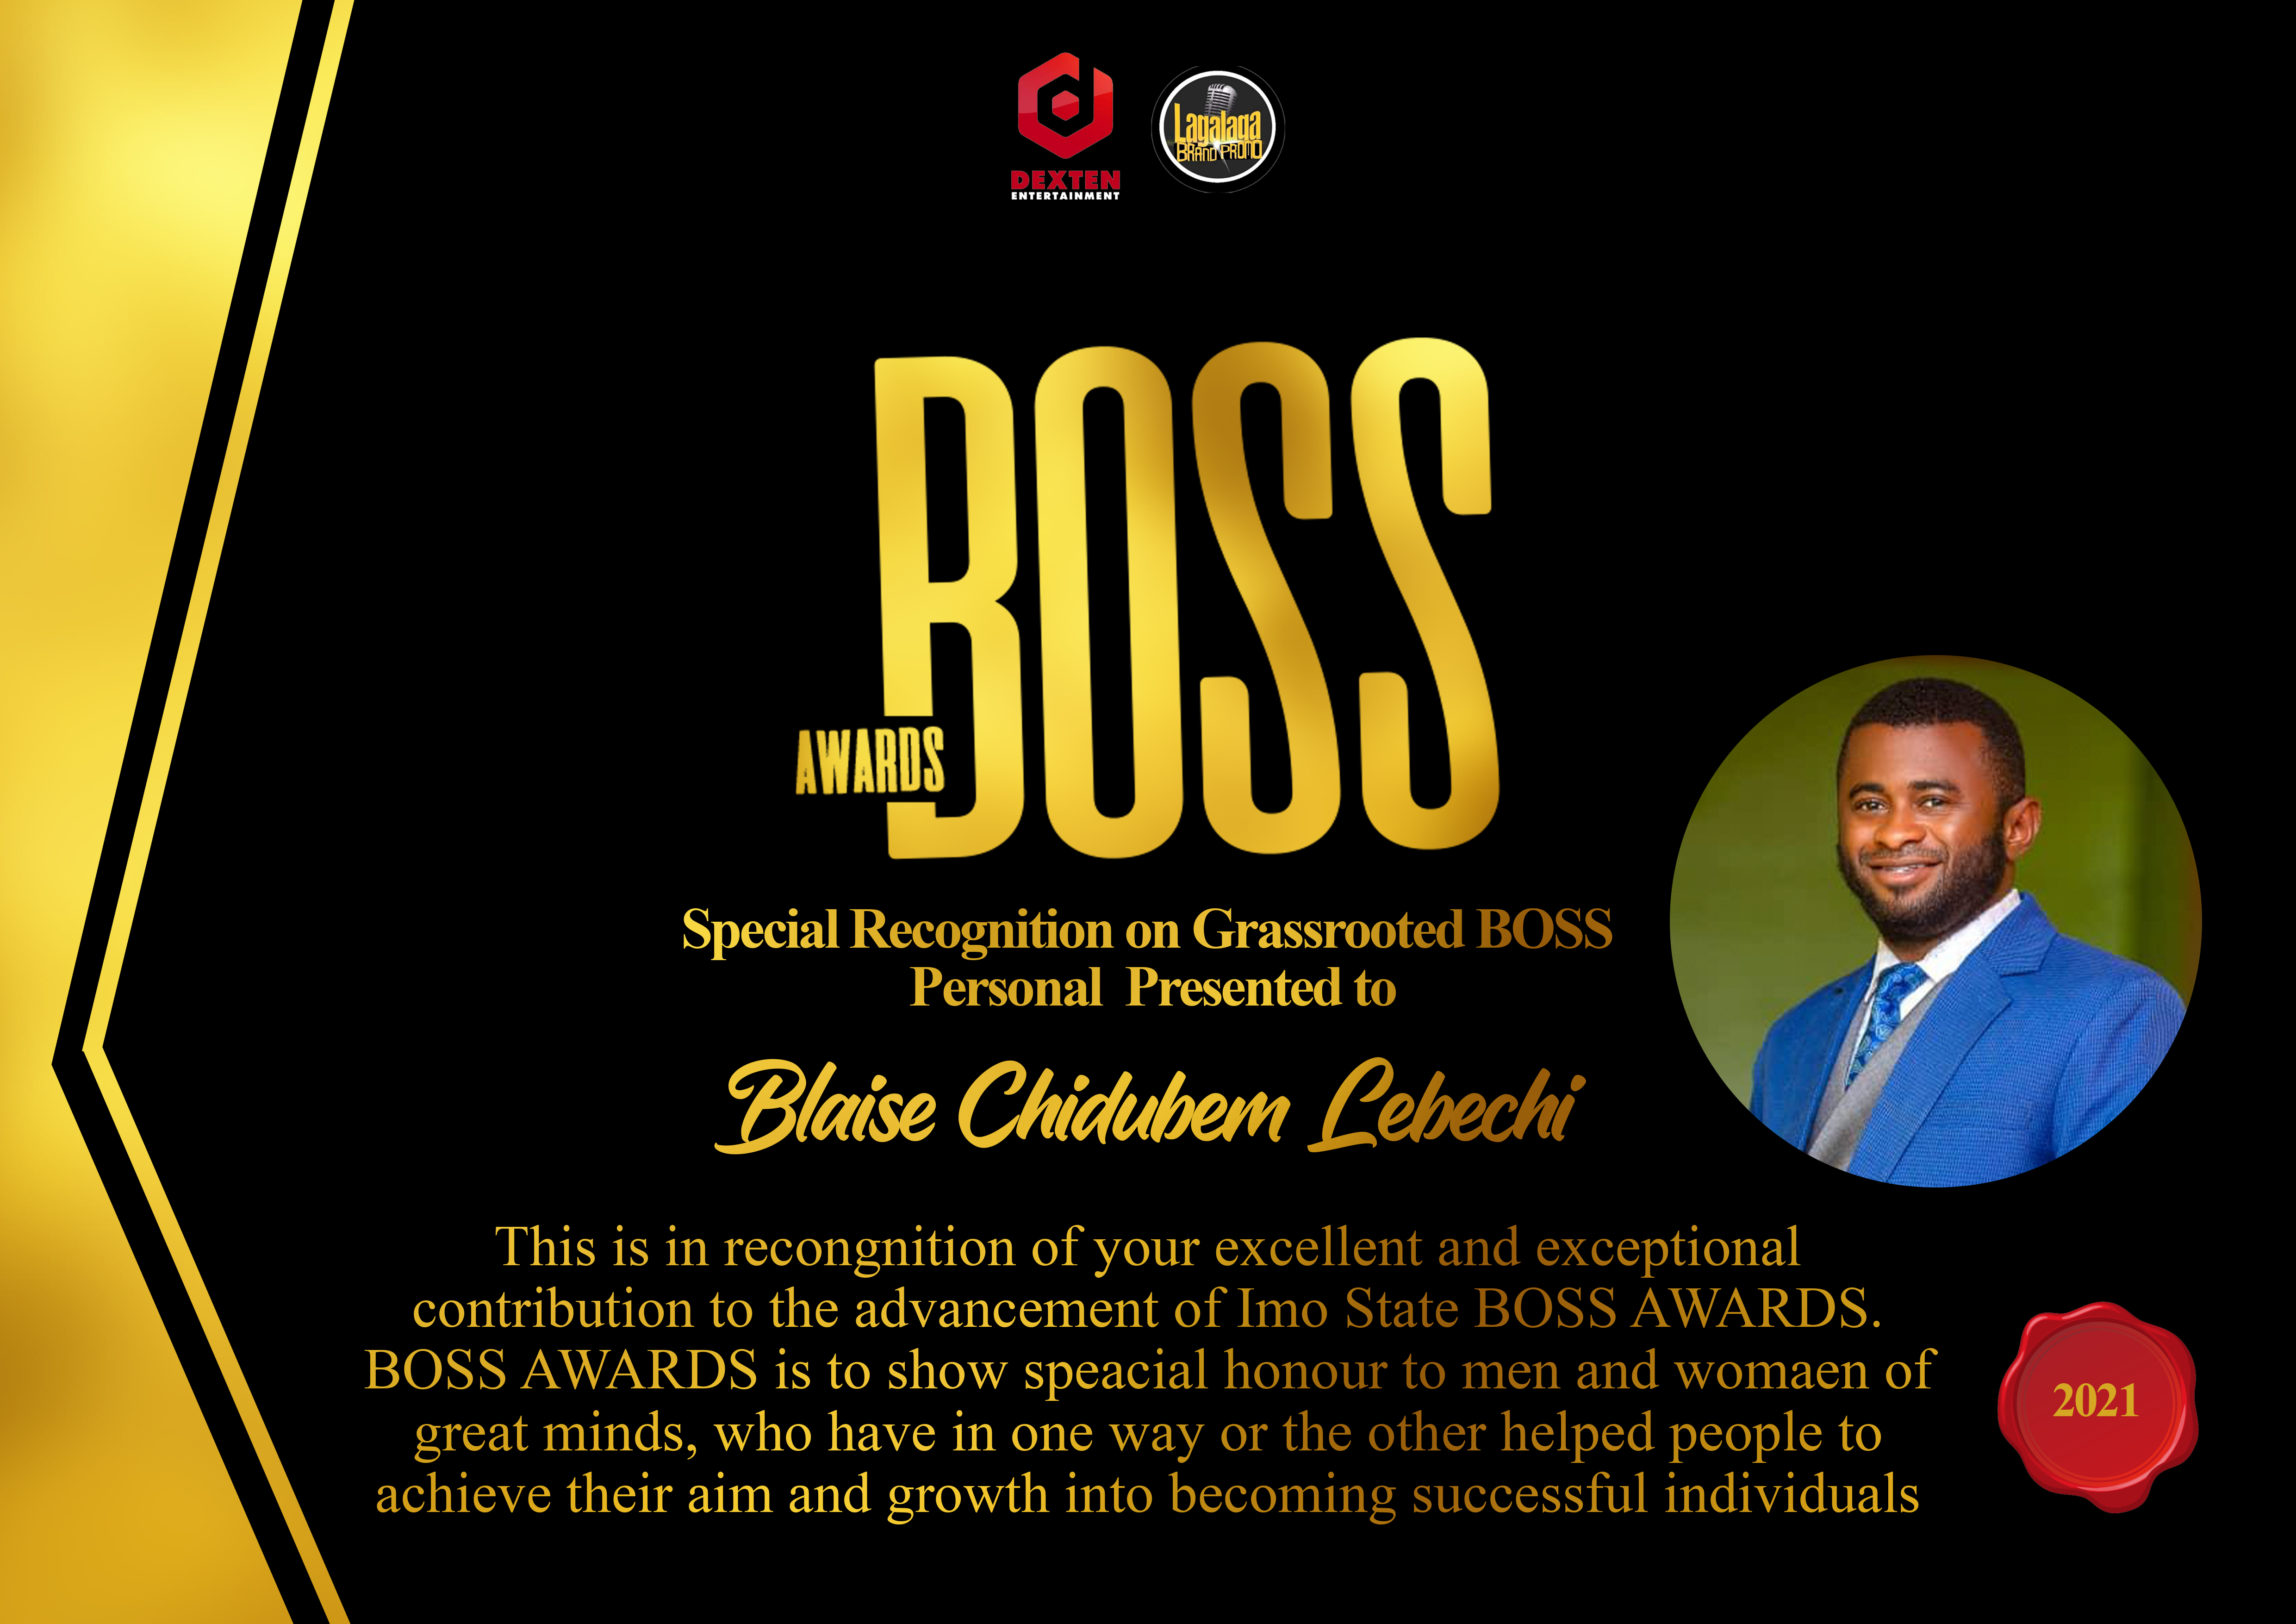 DEXTEN
ENTERTAINMENT
Lagalaga
BRAND PROMO
BOSS
AWARDS
Special Recognition on Grassrooted BOSS
Personal Presented to
Blaise Chidubem Lebechi
This is in recongnition of your excellent and exceptional
contribution to the advancement of Imo State BOSS AWARDS.
BOSS AWARDS is to show speacial honour to men and womaen of
great minds, who have in one way or the other helped people to
achieve their aim and growth into becoming successful individuals
2021